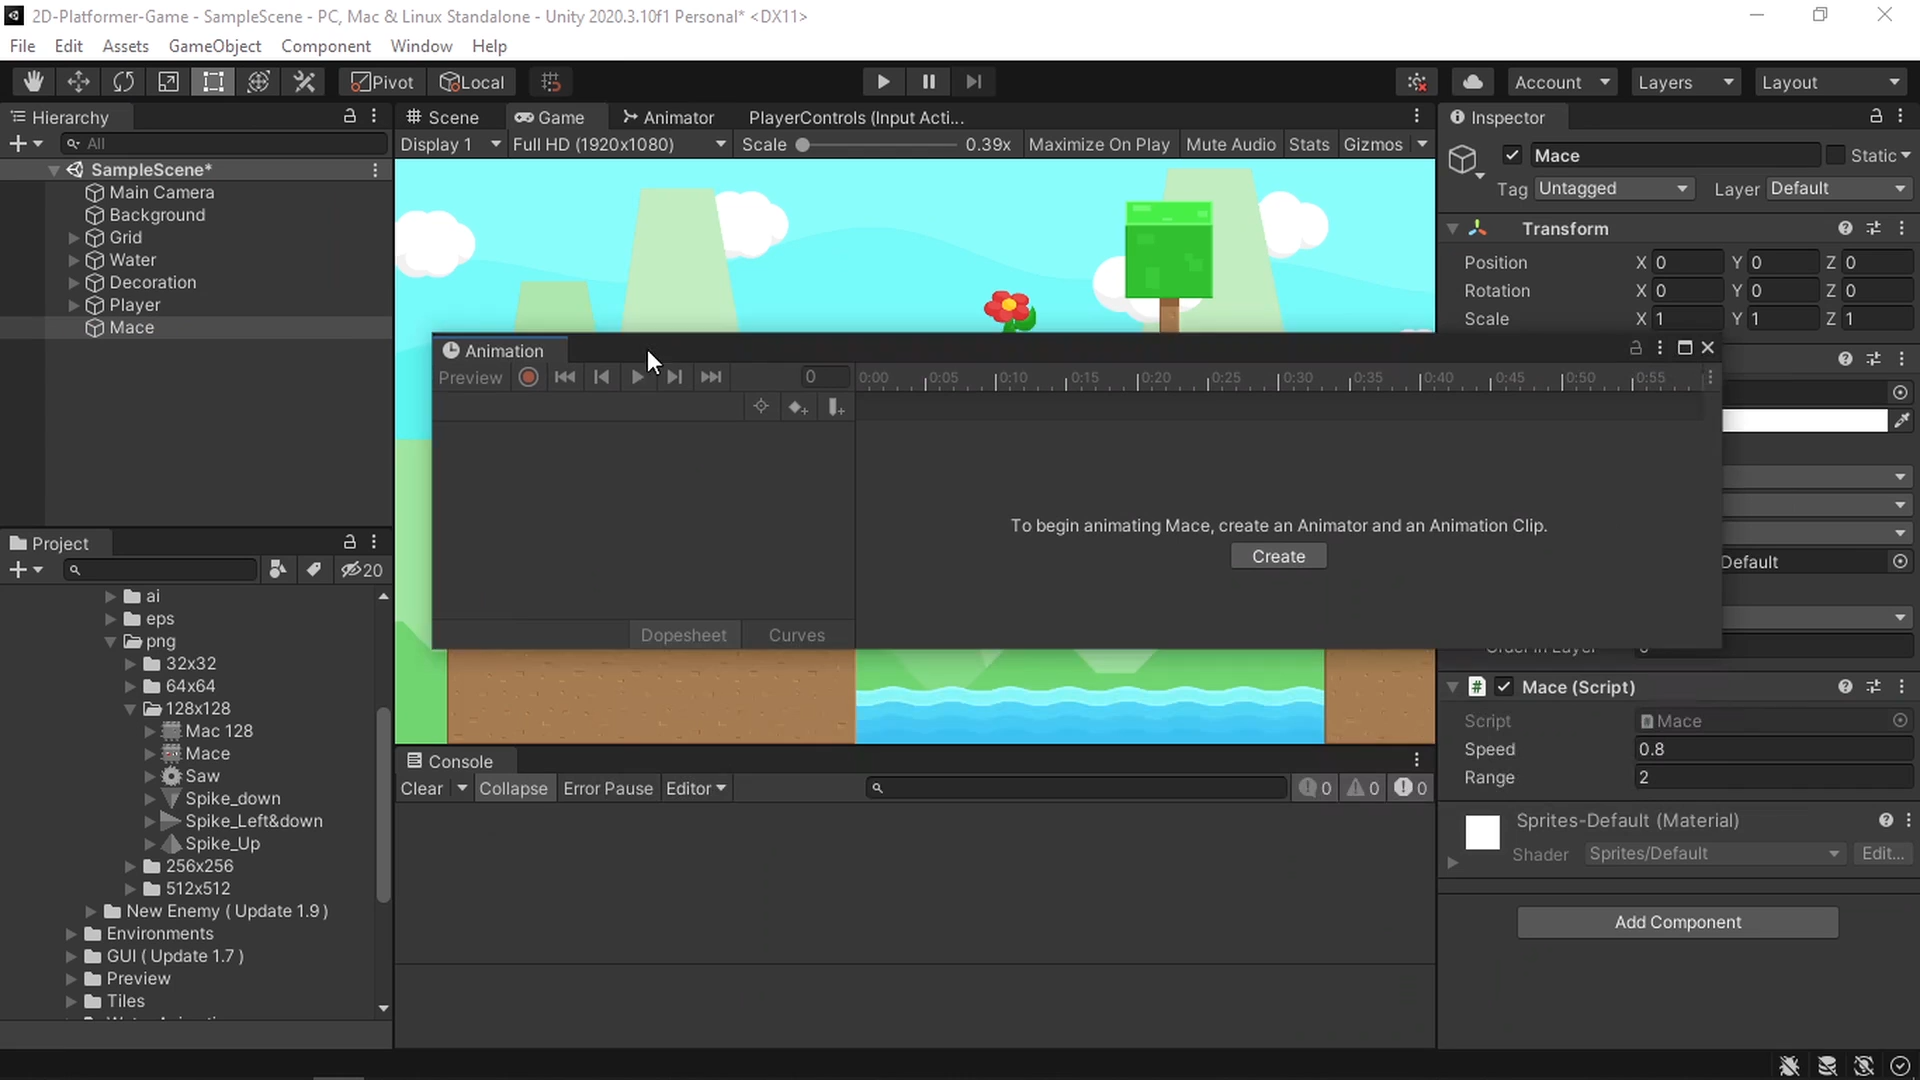 2D-Platformer-Game - SampleScene - PC, Mac & Linux Standalone - Unity 2020.3.10f1 Personal* <DX11>
File Edit Assets GameObject Component Window Help
Pivot Local Account Layers Layout
Hierarchy
All
SampleScene*
Main Camera
Background
Grid
Water
Decoration
Player
Mace
Project
20
ai
eps
png
32x32
64x64
128x128
Mac 128
Mace
Saw
Spike_down
Spike_Left&down
Spike_Up
256x256
512x512
New Enemy ( Update 1.9 )
Environments
GUI ( Update 1.7 )
Preview
Tiles
Scene Game Animator PlayerControls (Input Acti...
Display 1 Full HD (1920x1080) Scale 0.39x Maximize On Play Mute Audio Stats Gizmos
Animation
Preview 0 0:00 0:05 0:10 0:15 0:20 0:25 0:30 0:35 0:40 0:45 0:50 0:55
To begin animating Mace, create an Animator and an Animation Clip.
Create
Dopesheet Curves
Console
Clear Collapse Error Pause Editor 0 0 0
Inspector
Mace Static
Tag Untagged Layer Default
Transform
Position X 0 Y 0 Z 0
Rotation X 0 Y 0 Z 0
Scale X 1 Y 1 Z 1
Default
Mace (Script)
Script Mace
Speed 0.8
Range 2
Sprites-Default (Material)
Shader Sprites/Default Edit...
Add Component